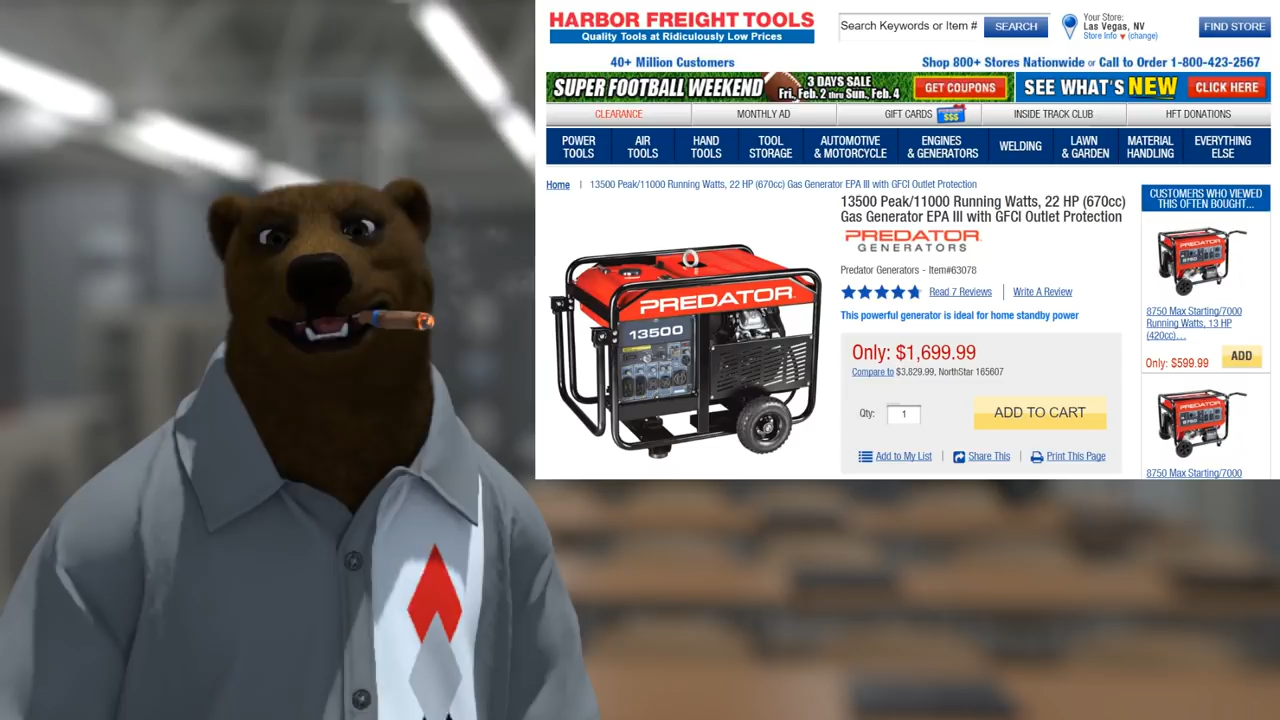 HARBOR FREIGHT TOOLS
Quality Tools at Ridiculously Low Prices
Search Keywords or Item #
SEARCH
Your Store:
Las Vegas, NV
Store Info (change)
FIND STORE
40+ Million Customers
Shop 800+ Stores Nationwide or Call to Order 1-800-423-2567
SUPER FOOTBALL WEEKEND
3 DAYS SALE
Fri., Feb. 2 thru Sun., Feb. 4
GET COUPONS
SEE WHAT'S NEW
CLICK HERE
CLEARANCE
MONTHLY AD
GIFT CARDS
$$$
INSIDE TRACK CLUB
HFT DONATIONS
POWER
TOOLS
AIR
TOOLS
HAND
TOOLS
TOOL
STORAGE
AUTOMOTIVE
& MOTORCYCLE
ENGINES
& GENERATORS
WELDING
LAWN
& GARDEN
MATERIAL
HANDLING
EVERYTHING
ELSE
Home | 13500 Peak/11000 Running Watts, 22 HP (670cc) Gas Generator EPA III with GFCI Outlet Protection
13500 Peak/11000 Running Watts, 22 HP (670cc)
Gas Generator EPA III with GFCI Outlet Protection
PREDATOR
GENERATORS
Predator Generators - Item#63078
Read 7 Reviews | Write A Review
This powerful generator is ideal for home standby power
Only: $1,699.99
Compare to $3,829.99, NorthStar 165607
Qty: 1
ADD TO CART
Add to My List | Share This | Print This Page
PREDATOR
13500
CUSTOMERS WHO VIEWED
THIS OFTEN BOUGHT...
PREDATOR
8750
8750 Max Starting/7000
Running Watts, 13 HP
(420cc)...
Only: $599.99
ADD
PREDATOR
8750
8750 Max Starting/7000